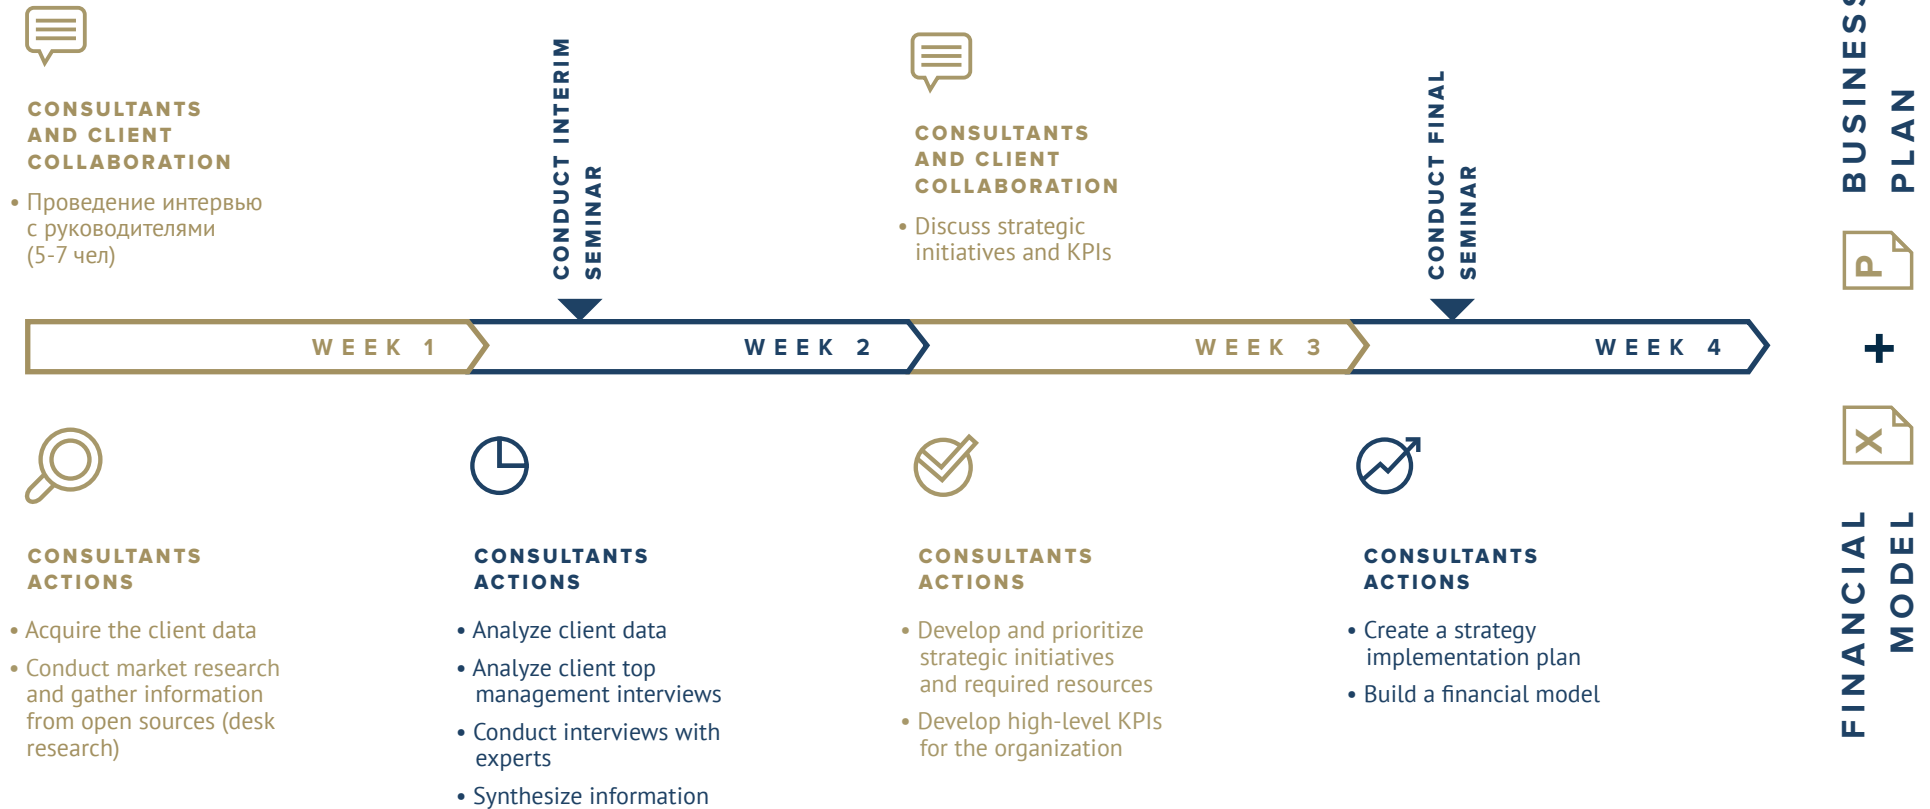 CONSULTANTS
AND CLIENT
COLLABORATION
• Проведение интервью
с руководителями
(5-7 чел)
CONDUCT INTERIM
SEMINAR
CONSULTANTS
AND CLIENT
COLLABORATION
• Discuss strategic
initiatives and KPIs
CONDUCT FINAL
SEMINAR
BUSINESS
PLAN
P
+
X
FINANCIAL
MODEL
WEEK 1
WEEK 2
WEEK 3
WEEK 4
CONSULTANTS
ACTIONS
• Acquire the client data
• Conduct market research
and gather information
from open sources (desk
research)
CONSULTANTS
ACTIONS
• Analyze client data
• Analyze client top
management interviews
• Conduct interviews with
experts
• Synthesize information
CONSULTANTS
ACTIONS
• Develop and prioritize
strategic initiatives
and required resources
• Develop high-level KPIs
for the organization
CONSULTANTS
ACTIONS
• Create a strategy
implementation plan
• Build a financial model